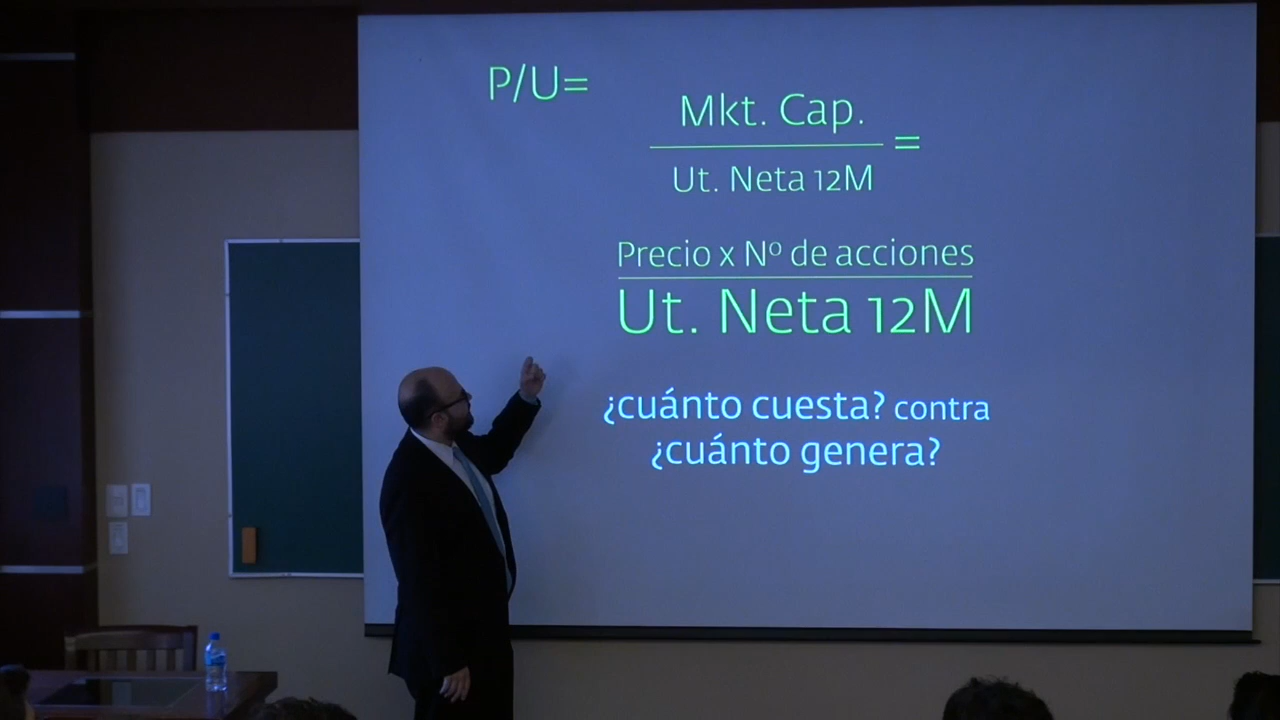 P/U=
Mkt. Cap.
=
Ut. Neta 12M
Precio x Nº de acciones
Ut. Neta 12M
¿cuánto cuesta? contra
¿cuánto genera?